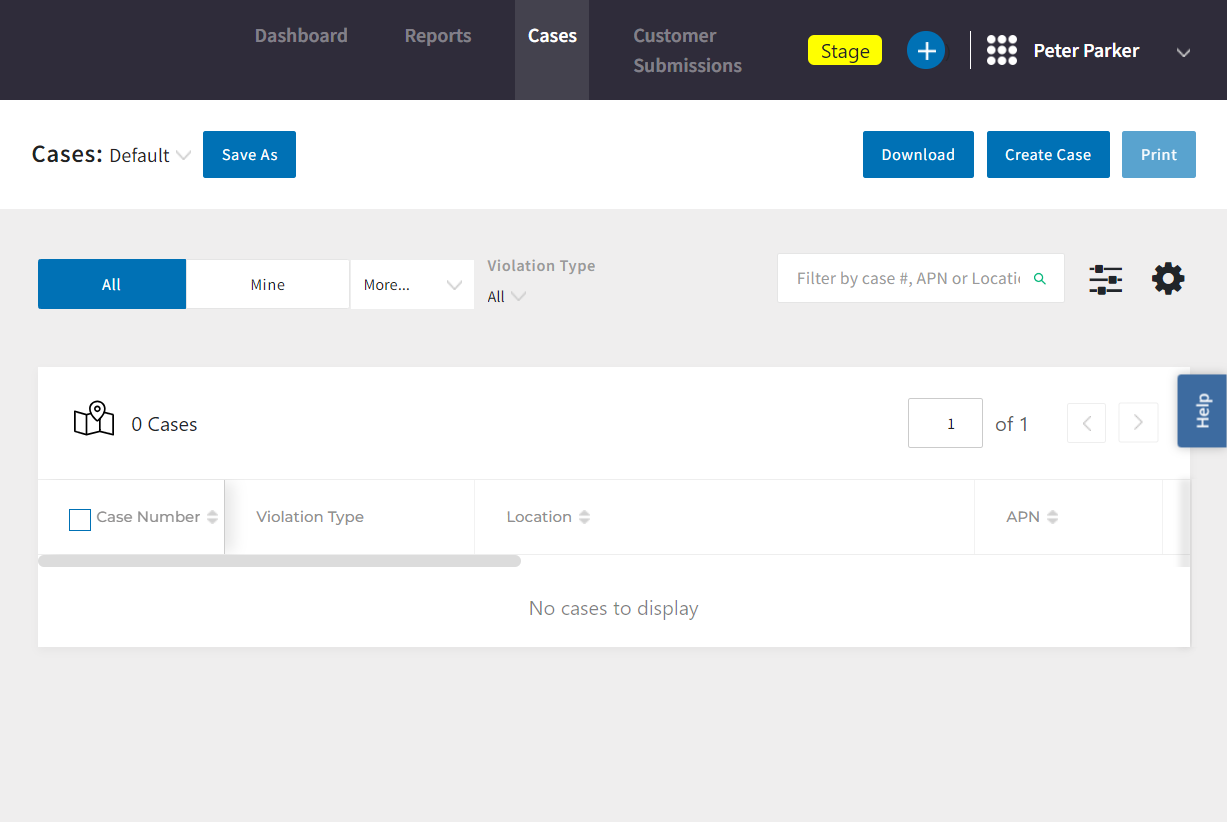 Dashboard
Reports
Cases
Customer
Submissions
Stage
Peter Parker
Cases: Default
Save As
Download
Create Case
Print
All
Mine
More...
Violation Type
All
Filter by case #, APN or Locatio
0 Cases
1
of 1
Help
Case Number
Violation Type
Location
APN
No cases to display